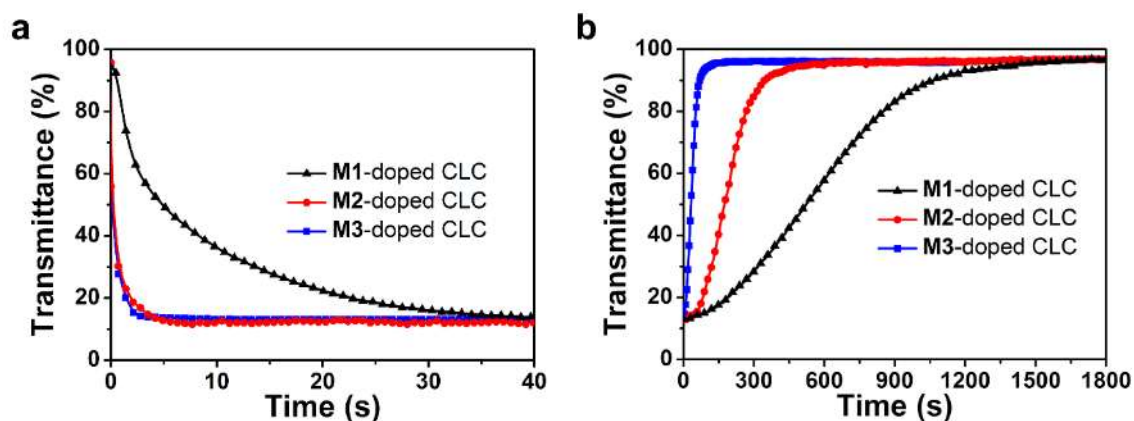 a
100
80
60
40
20
0
Transmittance (%)
M1-doped CLC
M2-doped CLC
M3-doped CLC
0 10 20 30 40
Time (s)
b
100
80
60
40
20
0
Transmittance (%)
M1-doped CLC
M2-doped CLC
M3-doped CLC
0 300 600 900 1200 1500 1800
Time (s)